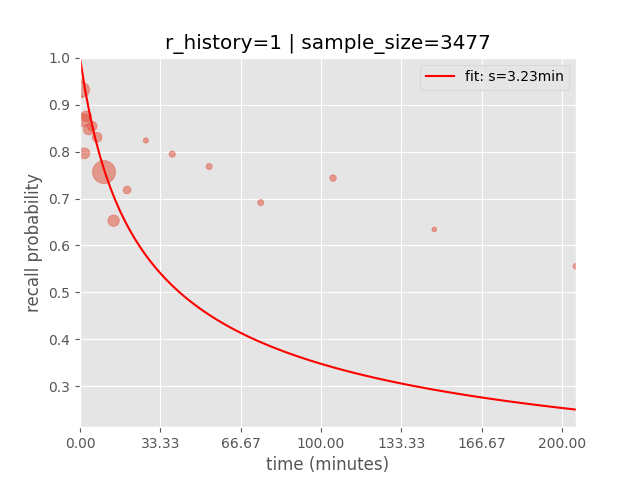 r_history=1 | sample_size=3477
fit: s=3.23min
recall probability
1.0
0.9
0.8
0.7
0.6
0.5
0.4
0.3
0.00 33.33 66.67 100.00 133.33 166.67 200.00
time (minutes)